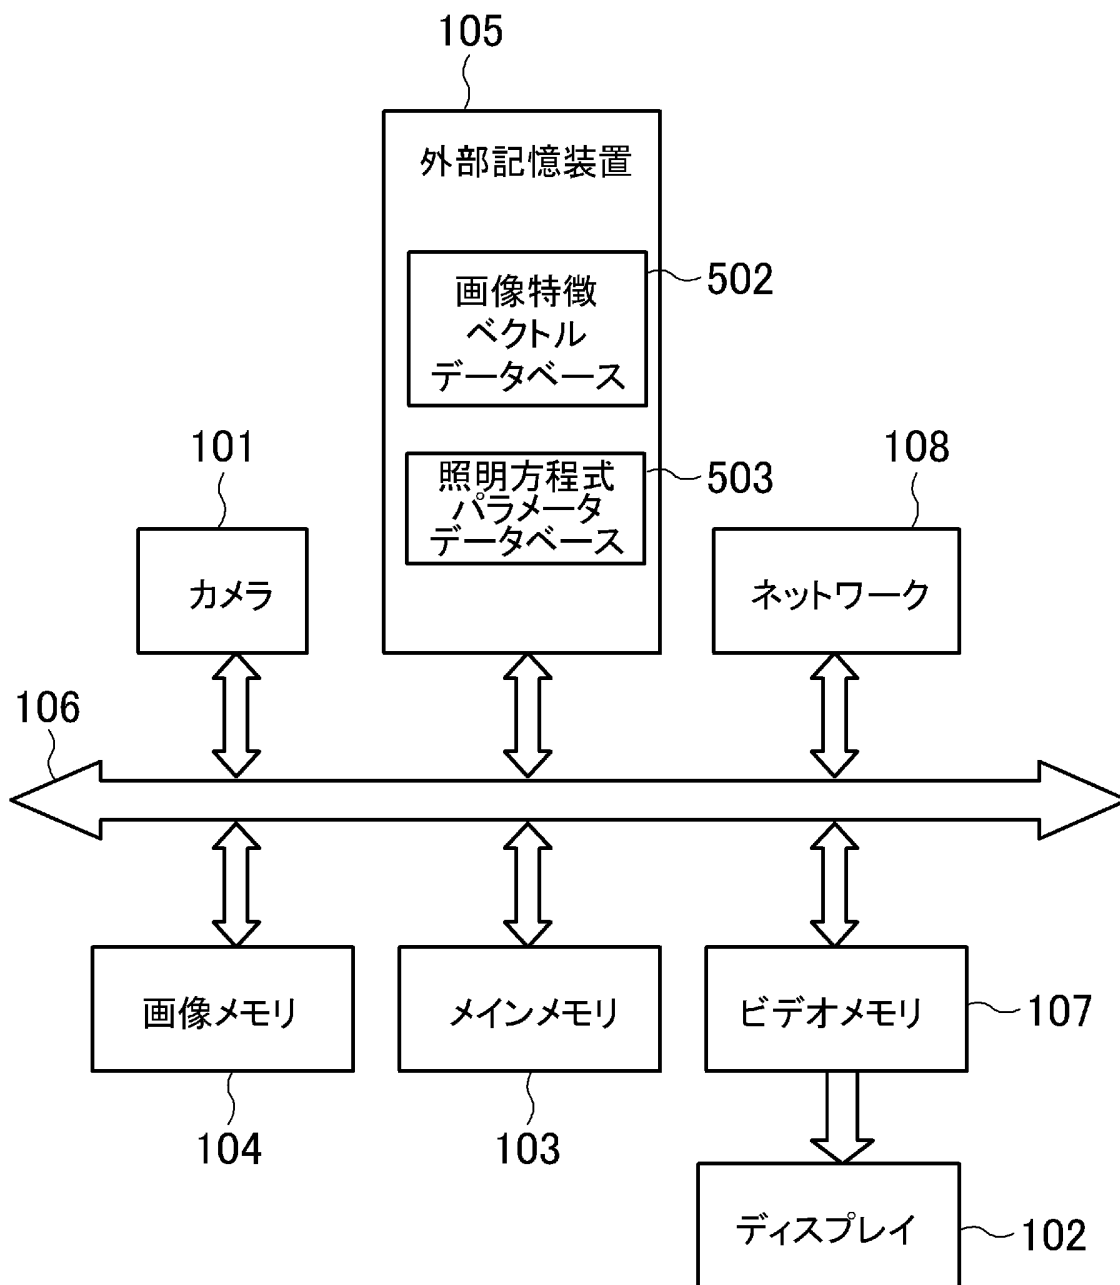 105
外部記憶装置
画像特徴
ベクトル
データベース
502
照明方程式
パラメータ
データベース
503
101
カメラ
108
ネットワーク
106
画像メモリ
104
メインメモリ
103
ビデオメモリ
107
ディスプレイ
102